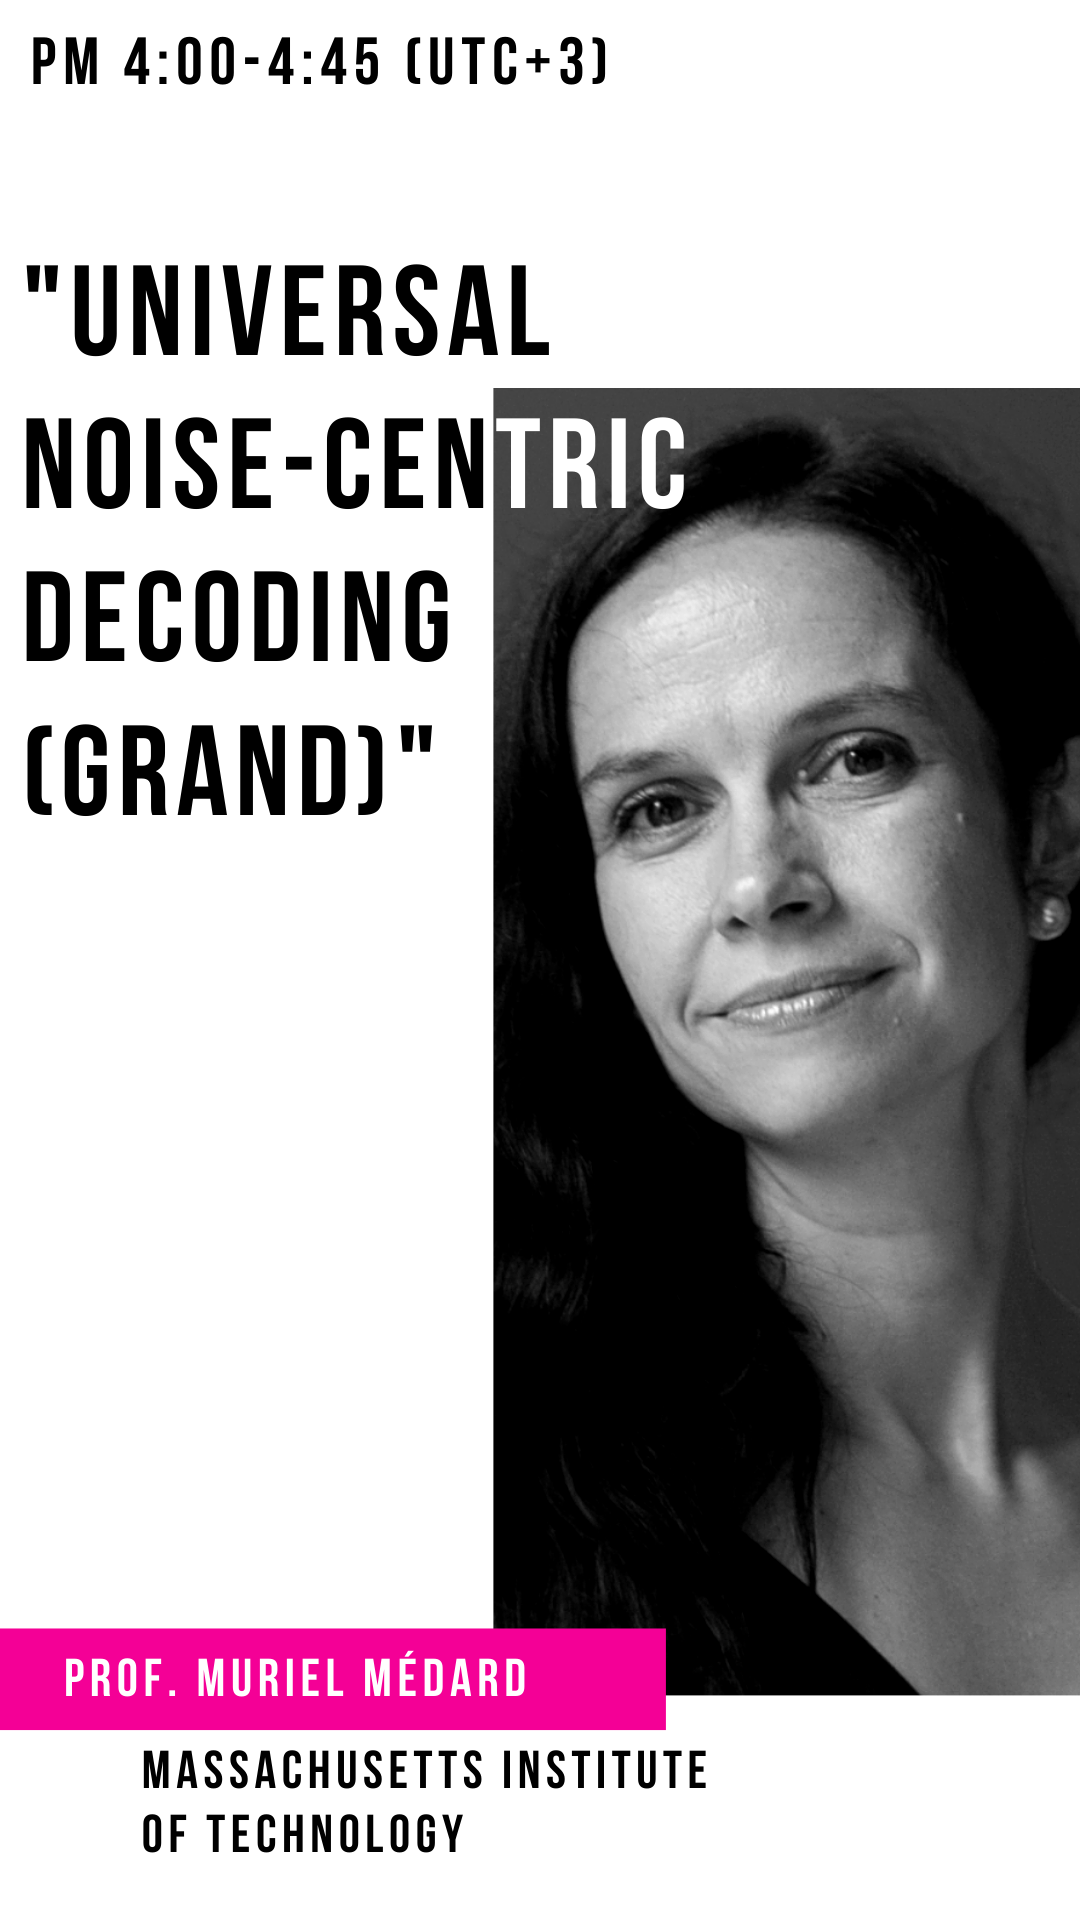 PM 4:00-4:45 (UTC+3)
"UNIVERSAL
NOISE-CENTRIC
DECODING
(GRAND)"
PROF. MURIEL MÉDARD
MASSACHUSETTS INSTITUTE
OF TECHNOLOGY